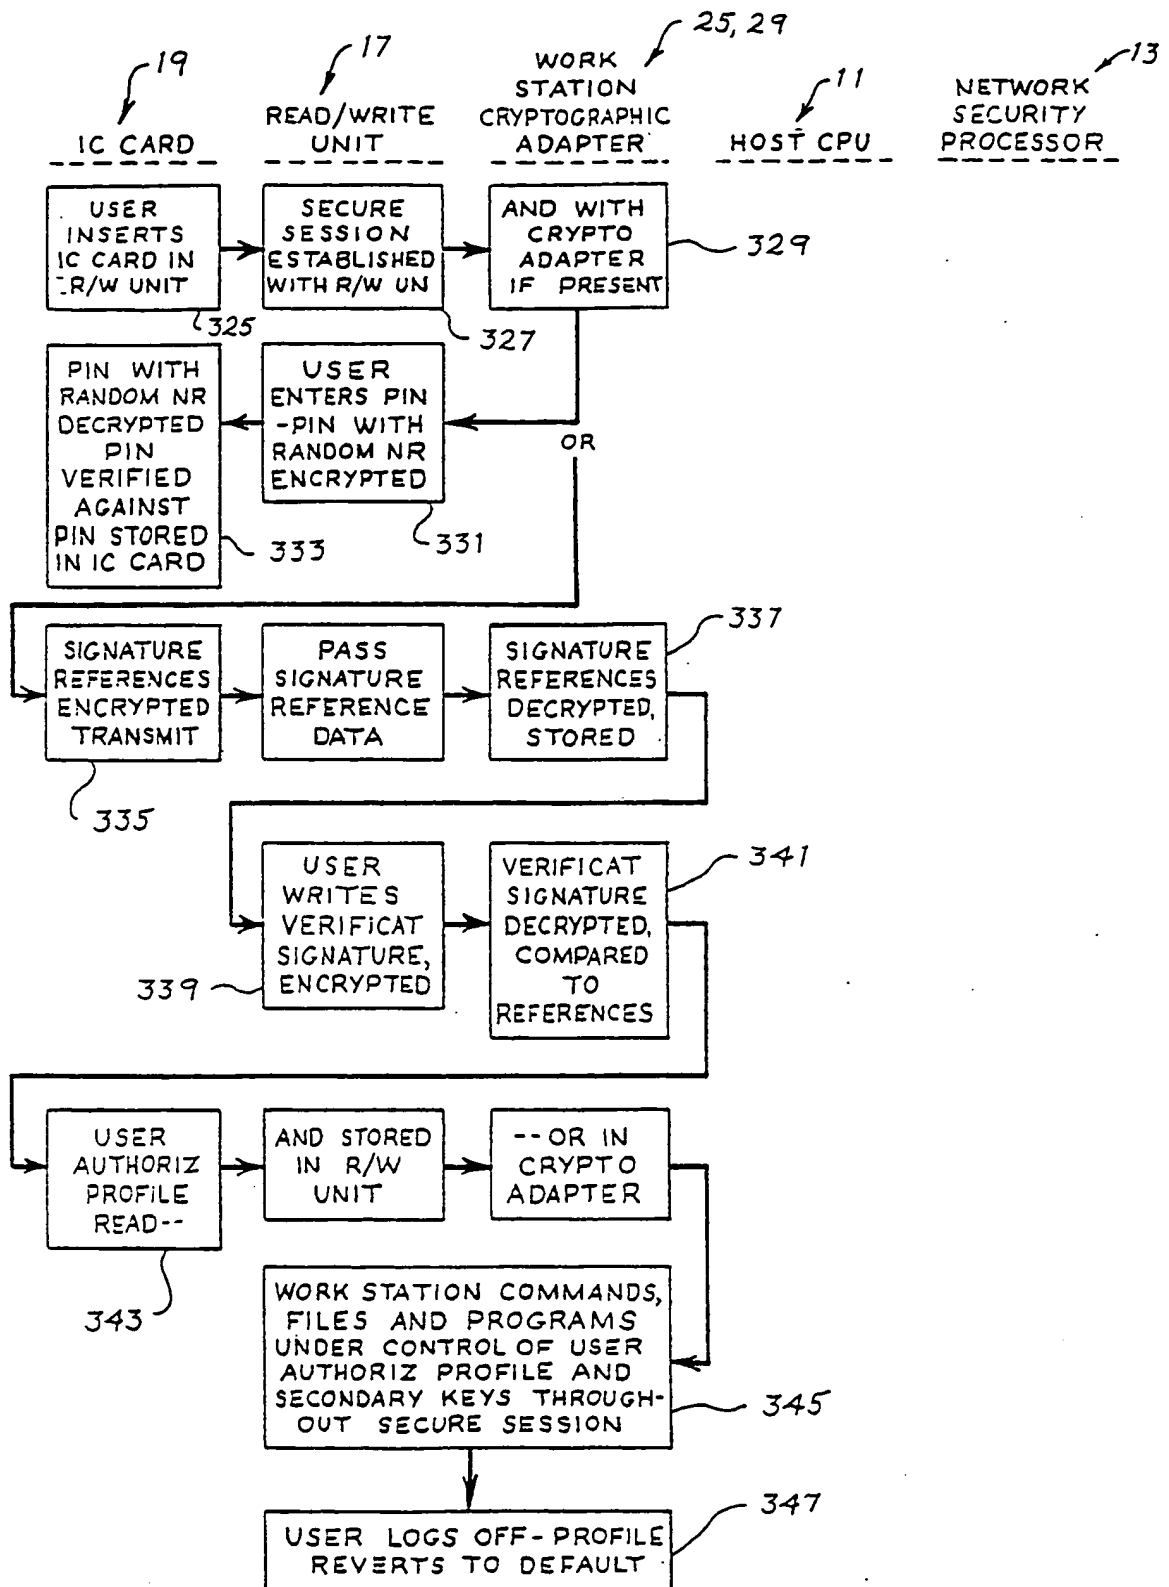 25, 29
19
17
WORK
STATION
CRYPTOGRAPHIC
ADAPTER
11
13
IC CARD
READ/WRITE
UNIT
HOST CPU
NETWORK
SECURITY
PROCESSOR
USER
INSERTS
IC CARD IN
R/W UNIT
325
SECURE
SESSION
ESTABLISHED
WITH R/W UN
327
AND WITH
CRYPTO
ADAPTER
IF PRESENT
329
PIN WITH
RANDOM NR
DECRYPTED
PIN
VERIFIED
AGAINST
PIN STORED
IN IC CARD
333
USER
ENTERS PIN
-PIN WITH
RANDOM NR
ENCRYPTED
331
OR
SIGNATURE
REFERENCES
ENCRYPTED
TRANSMIT
335
PASS
SIGNATURE
REFERENCE
DATA
SIGNATURE
REFERENCES
DECRYPTED,
STORED
337
USER
WRITES
VERIFICAT
SIGNATURE,
ENCRYPTED
339
VERIFICAT
SIGNATURE
DECRYPTED,
COMPARED
TO
REFERENCES
341
USER
AUTHORIZ
PROFILE
READ--
343
AND STORED
IN R/W
UNIT
--OR IN
CRYPTO
ADAPTER
WORK STATION COMMANDS,
FILES AND PROGRAMS
UNDER CONTROL OF USER
AUTHORIZ PROFILE AND
SECONDARY KEYS THROUGH-
OUT SECURE SESSION
345
USER LOGS OFF-PROFILE
REVERTS TO DEFAULT
347